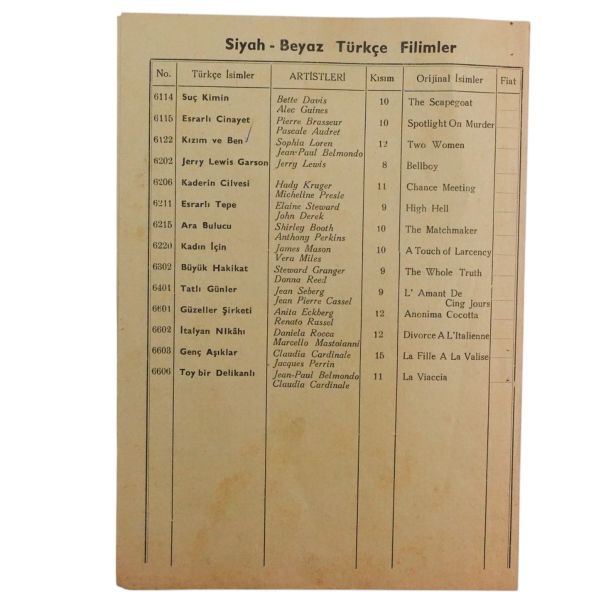 Siyah - Beyaz Türkçe Filimler
No. Türkçe İsimler ARTİSTLERİ Kısım Orijinal İsimler Fiat
6114 Suç Kimin Bette Davis 10 The Scapegoat
Alec Guines
6115 Esrarlı Cinayet Pierre Brasseur 10 Spotlight On Murder
Pascale Audret
6122 Kızım ve Ben Sophia Loren 12 Two Women
Jean-Paul Belmondo
6202 Jerry Lewis Garson Jerry Lewis 8 Bellboy
6206 Kaderin Cilvesi Hady Kruger 11 Chance Meeting
Micheline Presle
6211 Esrarlı Tepe Elaine Steward 9 High Hell
John Derek
6215 Ara Bulucu Shirley Booth 10 The Matchmaker
Anthony Perkins
6220 Kadın İçin James Mason 10 A Touch of Larcency
Vera Miles
6302 Büyük Hakikat Steward Granger 9 The Whole Truth
Donna Reed
6401 Tatlı Günler Jean Seberg 9 L' Amant De
Jean Pierre Cassel Cing Jours
6601 Güzeller Şirketi Anita Eckberg 12 Anonima Cocotta
Renato Russel
6602 İtalyan Nikâhı Daniela Rocca 12 Divorce A L'Italienne
Marcello Mastoianni
6603 Genç Aşıklar Claudia Cardinale 15 La Fille A La Valise
Jacques Perrin
6606 Toy bir Delikanlı Jean-Paul Belmondo 11 La Viaccia
Claudia Cardinale